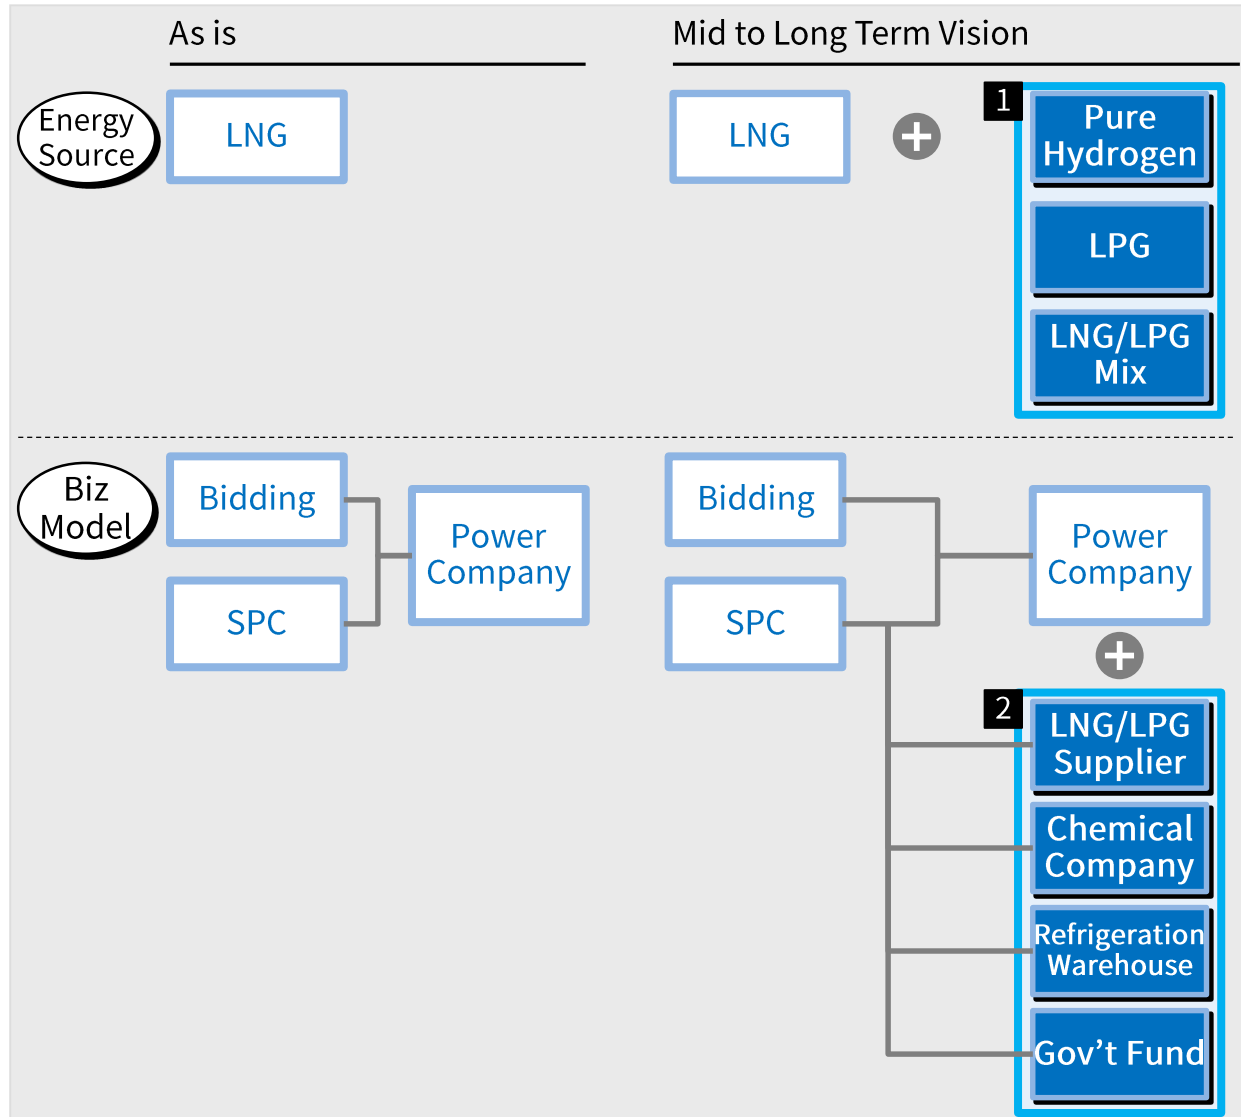 As is
Mid to Long Term Vision
Energy
Source
LNG
LNG
1
Pure
Hydrogen
LPG
LNG/LPG
Mix
Biz
Model
Bidding
SPC
Power
Company
Bidding
SPC
Power
Company
2
LNG/LPG
Supplier
Chemical
Company
Refrigeration
Warehouse
Gov’t Fund